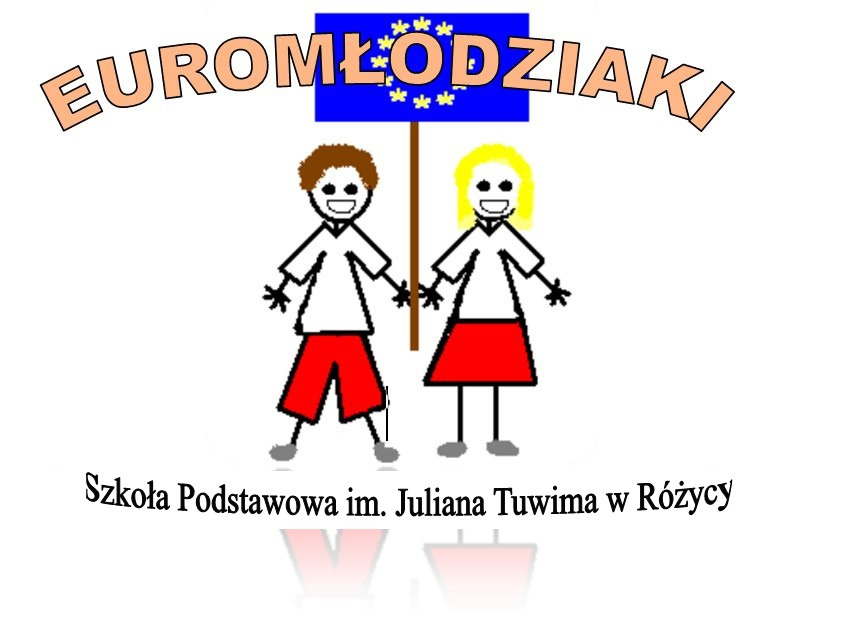 EUROMŁODZIAKI
Szkoła Podstawowa im. Juliana Tuwima w Różycy